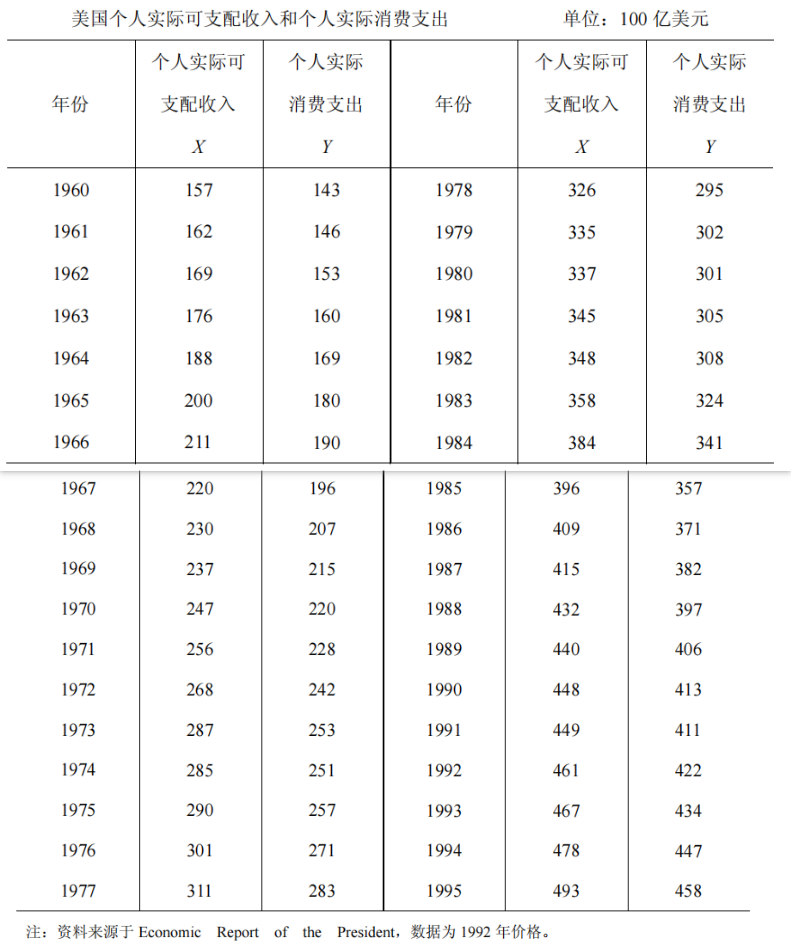 美国个人实际可支配收入和个人实际消费支出 单位：100 亿美元
个人实际可 个人实际 个人实际可 个人实际
年份 支配收入 消费支出 年份 支配收入 消费支出
X Y X Y
1960 157 143 1978 326 295
1961 162 146 1979 335 302
1962 169 153 1980 337 301
1963 176 160 1981 345 305
1964 188 169 1982 348 308
1965 200 180 1983 358 324
1966 211 190 1984 384 341
1967 220 196 1985 396 357
1968 230 207 1986 409 371
1969 237 215 1987 415 382
1970 247 220 1988 432 397
1971 256 228 1989 440 406
1972 268 242 1990 448 413
1973 287 253 1991 449 411
1974 285 251 1992 461 422
1975 290 257 1993 467 434
1976 301 271 1994 478 447
1977 311 283 1995 493 458
注：资料来源于 Economic Report of the President，数据为 1992 年价格。